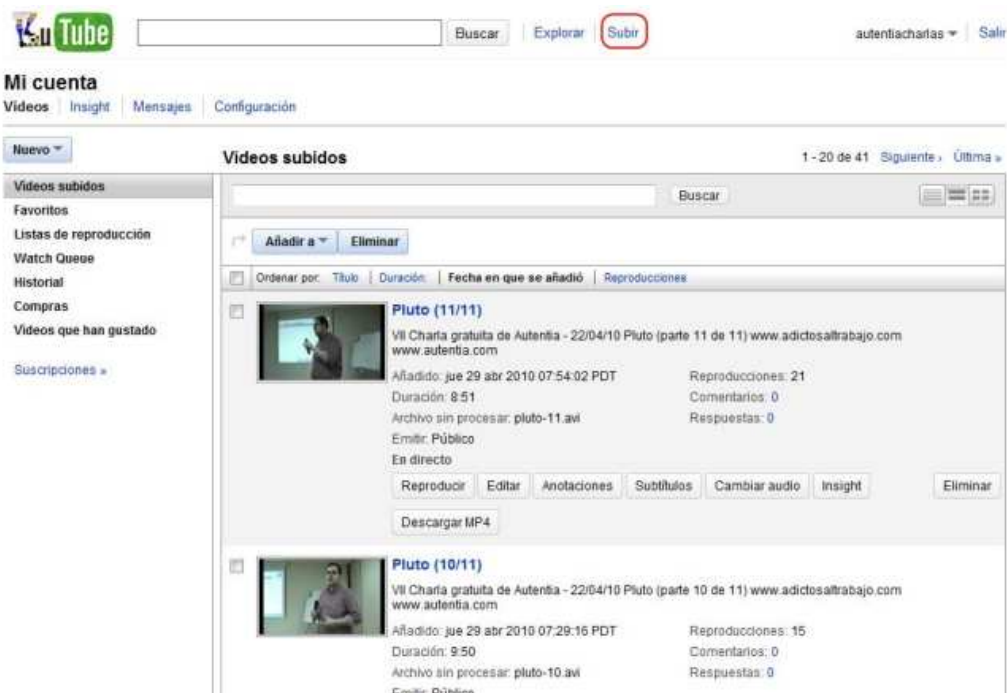 Tube
Buscar Explorar Subir autentiacharlas Salir
Mi cuenta
Vídeos Insight Mensajes Configuración
Nuevo
Vídeos subidos 1 - 20 de 41 Siguiente › Última »
Vídeos subidos
Buscar
Favoritos
Listas de reproducción
Watch Queue
Historial
Compras
Vídeos que han gustado
Suscripciones »
Añadir a Eliminar
Ordenar por: Título Duración Fecha en que se añadió Reproducciones
Pluto (11/11)
VII Charla gratuita de Autentia - 22/04/10 Pluto (parte 11 de 11) www.adictosaltrabajo.com
www.autentia.com
Añadido: jue 29 abr 2010 07:54:02 PDT Reproducciones: 21
Duración: 8:51 Comentarios: 0
Archivo sin procesar: pluto-11.avi Respuestas: 0
Emitir: Público
En directo
Reproducir Editar Anotaciones Subtítulos Cambiar audio Insight Eliminar
Descargar MP4
Pluto (10/11)
VII Charla gratuita de Autentia - 22/04/10 Pluto (parte 10 de 11) www.adictosaltrabajo.com
www.autentia.com
Añadido: jue 29 abr 2010 07:29:16 PDT Reproducciones: 15
Duración: 9:50 Comentarios: 0
Archivo sin procesar: pluto-10.avi Respuestas: 0
Emitir: Público